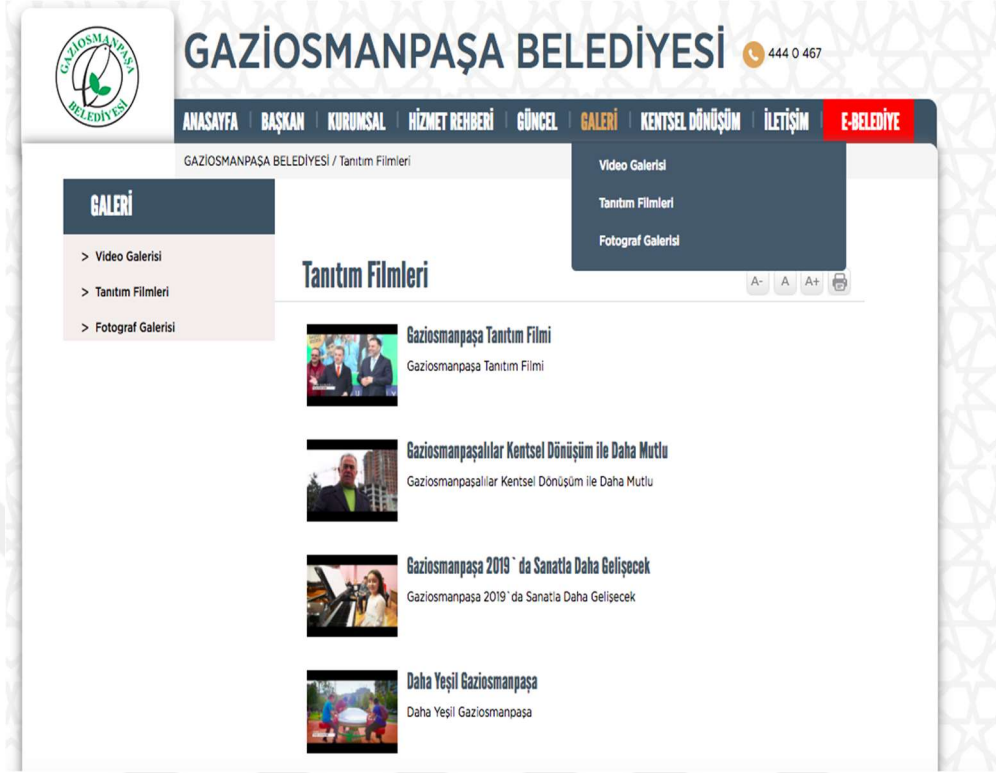 GAZİOSMANPAŞA
BELEDİYESİ
GAZİOSMANPAŞA BELEDİYESİ 444 0 467
ANASAYFA BAŞKAN KURUMSAL HİZMET REHBERİ GÜNCEL GALERİ KENTSEL DÖNÜŞÜM İLETİŞİM E-BELEDİYE
GAZİOSMANPAŞA BELEDİYESİ / Tanıtım Filmleri
Video Galerisi
Tanıtım Filmleri
Fotograf Galerisi
GALERİ
> Video Galerisi
> Tanıtım Filmleri
> Fotograf Galerisi
Tanıtım Filmleri
A- A A+
Gaziosmanpaşa Tanıtım Filmi
Gaziosmanpaşa Tanıtım Filmi
Gaziosmanpaşalılar Kentsel Dönüşüm ile Daha Mutlu
Gaziosmanpaşalılar Kentsel Dönüşüm ile Daha Mutlu
Gaziosmanpaşa 2019`da Sanatla Daha Gelişecek
Gaziosmanpaşa 2019`da Sanatla Daha Gelişecek
Daha Yeşil Gaziosmanpaşa
Daha Yeşil Gaziosmanpaşa